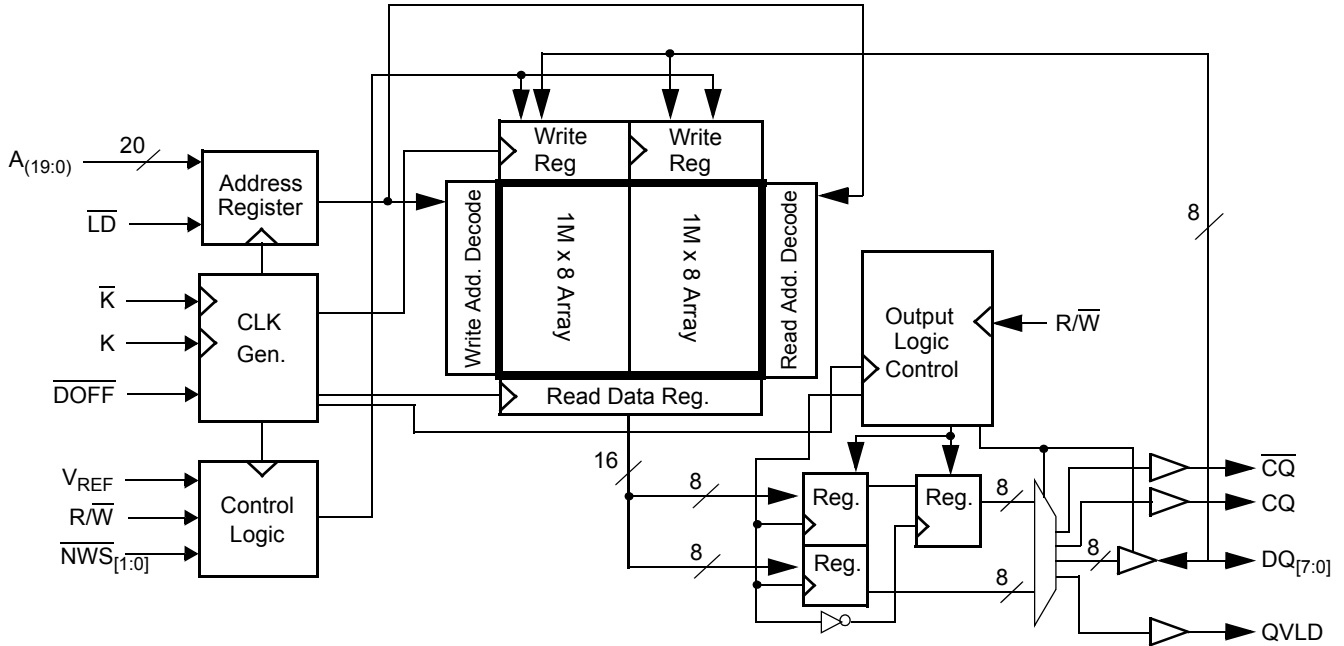 A(19:0)
20
LD
K
K
DOFF
VREF
R/W
NWS[1:0]
Address
Register
CLK
Gen.
Control
Logic
Write
Reg
Write
Reg
Write Add. Decode
1M x 8 Array
1M x 8 Array
Read Add. Decode
Read Data Reg.
Output
Logic
Control
R/W
8
16
8
8
Reg.
Reg.
Reg.
8
8
8
CQ
CQ
DQ[7:0]
QVLD